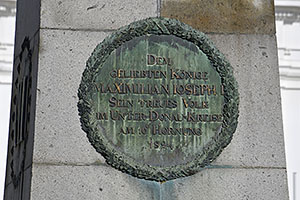 DEM
GELIEBTEN KÖNIGE
MAXIMILIAN JOSEPH
SEIN TREUES VOLK
IM UNTER-DONAU-KREISE
AM 16 HORNUNG